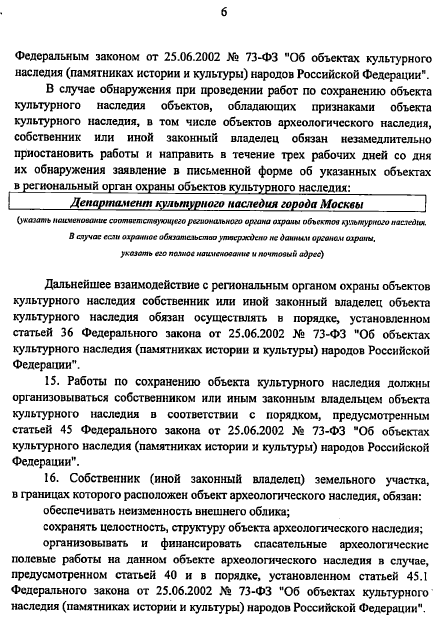 6
Федеральным законом от 25.06.2002 № 73-ФЗ "Об объектах культурного
наследия (памятниках истории и культуры) народов Российской Федерации".
В случае обнаружения при проведении работ по сохранению объекта
культурного наследия объектов, обладающих признаками объекта
культурного наследия, в том числе объектов археологического наследия,
собственник или иной законный владелец обязан незамедлительно
приостановить работы и направить в течение трех рабочих дней со дня
их обнаружения заявление в письменной форме об указанных объектах
в региональный орган охраны объектов культурного наследия:
Департамент культурного наследия города Москвы
(указать наименование соответствующего регионального органа охраны объектов культурного наследия.
В случае если охранное обязательство утверждено не данным органом охраны,
указать его полное наименование и почтовый адрес)
Дальнейшее взаимодействие с региональным органом охраны объектов
культурного наследия собственник или иной законный владелец объекта
культурного наследия обязан осуществлять в порядке, установленном
статьей 36 Федерального закона от 25.06.2002 № 73-ФЗ "Об объектах
культурного наследия (памятниках истории и культуры) народов Российской
Федерации".
15. Работы по сохранению объекта культурного наследия должны
организовываться собственником или иным законным владельцем объекта
культурного наследия в соответствии с порядком, предусмотренным
статьей 45 Федерального закона от 25.06.2002 № 73-ФЗ "Об объектах
культурного наследия (памятниках истории и культуры) народов Российской
Федерации".
16. Собственник (иной законный владелец) земельного участка,
в границах которого расположен объект археологического наследия, обязан:
обеспечивать неизменность внешнего облика;
сохранять целостность, структуру объекта археологического наследия;
организовывать и финансировать спасательные археологические
полевые работы на данном объекте археологического наследия в случае,
предусмотренном статьей 40 и в порядке, установленном статьей 45.1
Федерального закона от 25.06.2002 № 73-ФЗ "Об объектах культурного
наследия (памятниках истории и культуры) народов Российской Федерации".